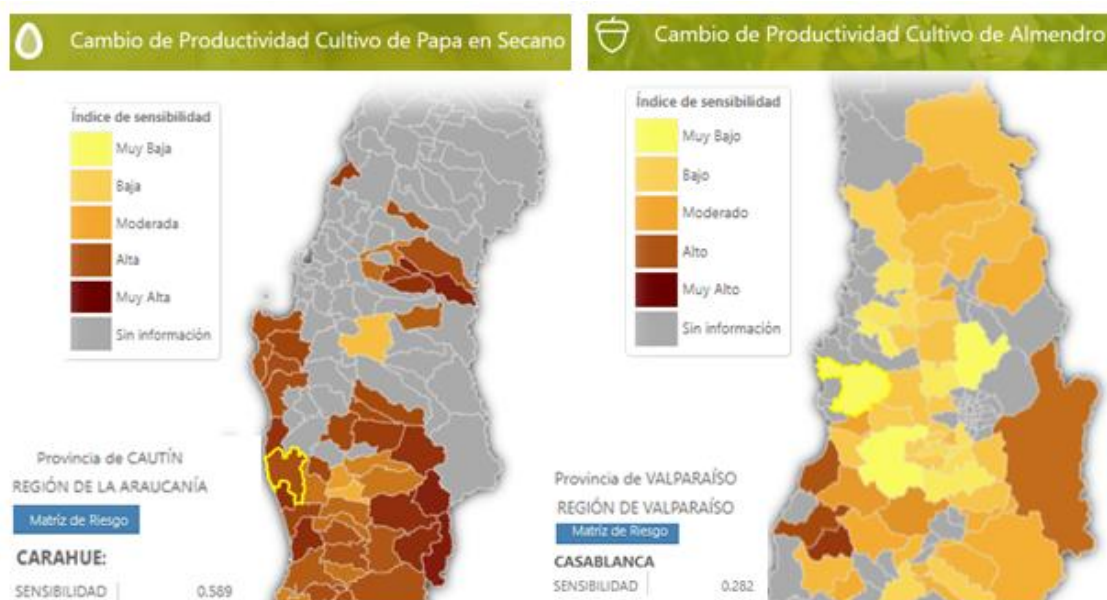 Cambio de Productividad Cultivo de Papa en Secano
Índice de sensibilidad
Muy Baja
Baja
Moderada
Alta
Muy Alta
Sin información
Provincia de CAUTÍN
REGIÓN DE LA ARAUCANÍA
Matríz de Riesgo
CARAHUE:
SENSIBILIDAD 0.589
Cambio de Productividad Cultivo de Almendro
Índice de sensibilidad
Muy Bajo
Bajo
Moderado
Alto
Muy Alto
Sin información
Provincia de VALPARAÍSO
REGIÓN DE VALPARAÍSO
Matríz de Riesgo
CASABLANCA
SENSIBILIDAD 0.282